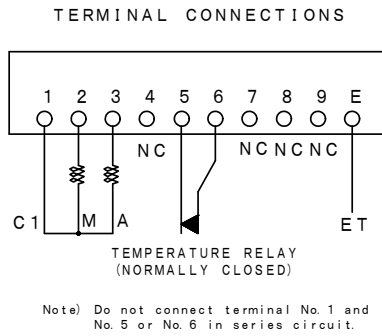 TERMINAL CONNECTIONS
1 2 3 4 5 6 7 8 9 E
NC NC NC NC
C1 M A ET
TEMPERATURE RELAY
(NORMALLY CLOSED)
Note) Do not connect terminal No. 1 and
No. 5 or No. 6 in series circuit.